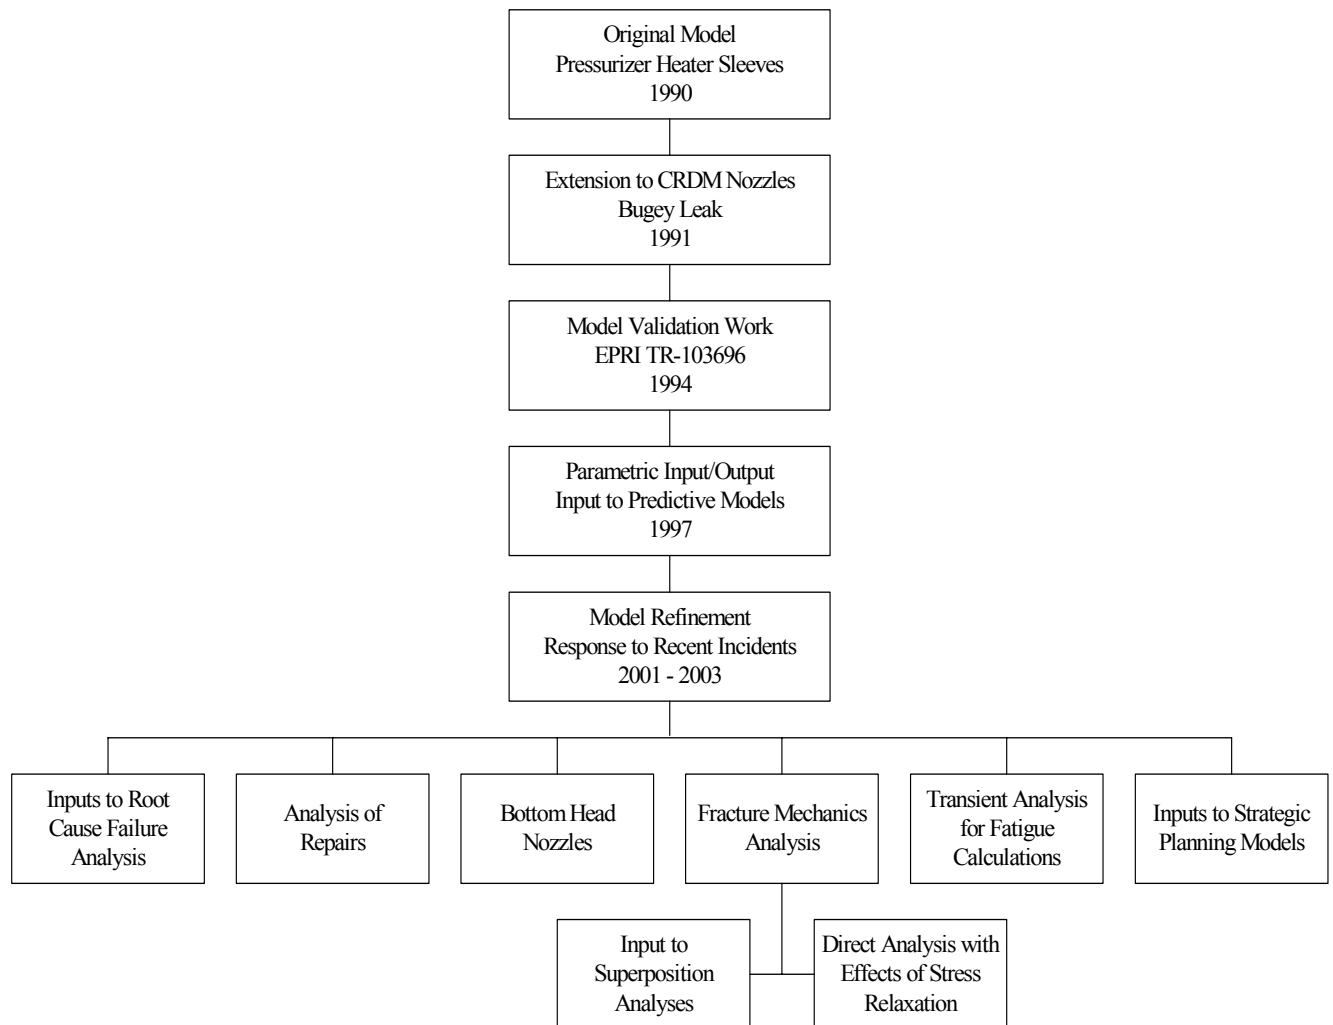 Original Model
Pressurizer Heater Sleeves
1990
Extension to CRDM Nozzles
Bugey Leak
1991
Model Validation Work
EPRI TR-103696
1994
Parametric Input/Output
Input to Predictive Models
1997
Model Refinement
Response to Recent Incidents
2001 - 2003
Inputs to Root
Cause Failure
Analysis
Analysis of
Repairs
Bottom Head
Nozzles
Fracture Mechanics
Analysis
Transient Analysis
for Fatigue
Calculations
Inputs to Strategic
Planning Models
Input to
Superposition
Analyses
Direct Analysis with
Effects of Stress
Relaxation